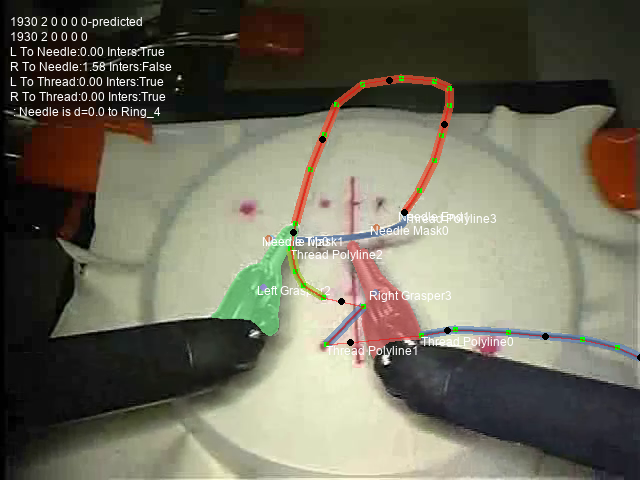 1930 2 0 0 0 0-predicted
1930 2 0 0 0 0
L To Needle:0.00 Inters:True
R To Needle:1.58 Inters:False
L To Thread:0.00 Inters:True
R To Thread:0.00 Inters:True
: Needle is d=0.0 to Ring_4
Thread Polyline3
Needle Mask0
Thread Polyline2
Left Grasper2
Right Grasper3
Thread Polyline0
Thread Polyline1